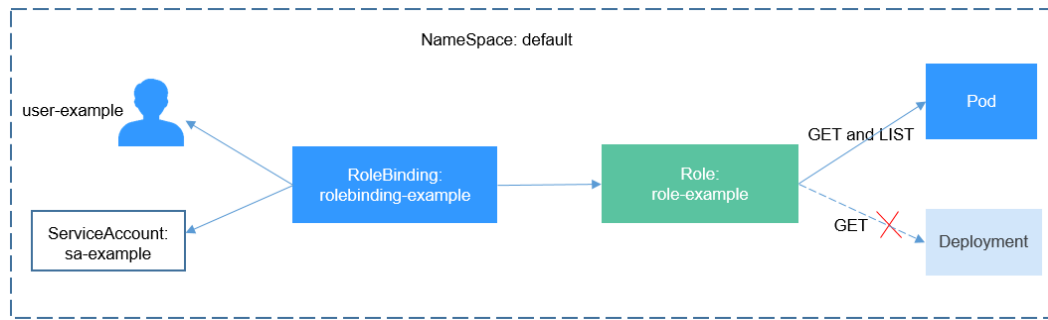 NameSpace: default
user-example
Pod
GET and LIST
RoleBinding:
rolebinding-example
Role:
role-example
ServiceAccount:
sa-example
GET
Deployment